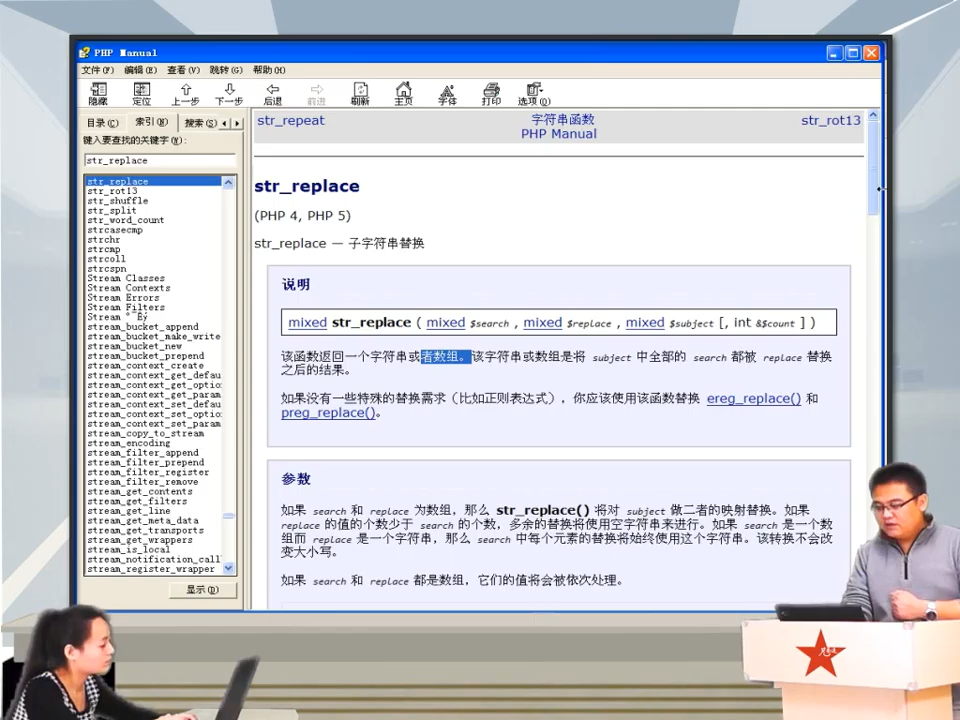 PHP Manual
文件(F) 编辑(E) 查看(V) 跳转(G) 帮助(H)
隐藏 定位 上一步 下一步 后退 前进 刷新 主页 字体 打印 选项(O)
目录(C) 索引(N) 搜索(S)
键入要查找的关键字(W):
str_replace
str_replace
str_rot13
str_shuffle
str_split
str_word_count
strcasecmp
strchr
strcmp
strcoll
strcspn
Stream Classes
Stream Contexts
Stream Errors
Stream Filters
Stream
stream_bucket_append
stream_bucket_make_write
stream_bucket_new
stream_bucket_prepend
stream_context_create
stream_context_get_defau
stream_context_get_optio
stream_context_get_param
stream_context_set_defau
stream_context_set_optio
stream_context_set_param
stream_copy_to_stream
stream_encoding
stream_filter_append
stream_filter_prepend
stream_filter_register
stream_filter_remove
stream_get_contents
stream_get_filters
stream_get_line
stream_get_meta_data
stream_get_transports
stream_get_wrappers
stream_is_local
stream_notification_call
stream_register_wrapper
显示(D)
str_repeat 字符串函数 str_rot13
PHP Manual
str_replace
(PHP 4, PHP 5)
str_replace — 子字符串替换
说明
mixed str_replace ( mixed $search , mixed $replace , mixed $subject [, int &$count ] )
该函数返回一个字符串或者数组。该字符串或数组是将 subject 中全部的 search 都被 replace 替换
之后的结果。
如果没有一些特殊的替换需求（比如正则表达式），你应该使用该函数替换 ereg_replace() 和
preg_replace()。
参数
如果 search 和 replace 为数组，那么 str_replace() 将对 subject 做二者的映射替换。如果
replace 的值的个数少于 search 的个数，多余的替换将使用空字符串来进行。如果 search 是一个数
组而 replace 是一个字符串，那么 search 中每个元素的替换将始终使用这个字符串。该转换不会改
变大小写。
如果 search 和 replace 都是数组，它们的值将会被依次处理。